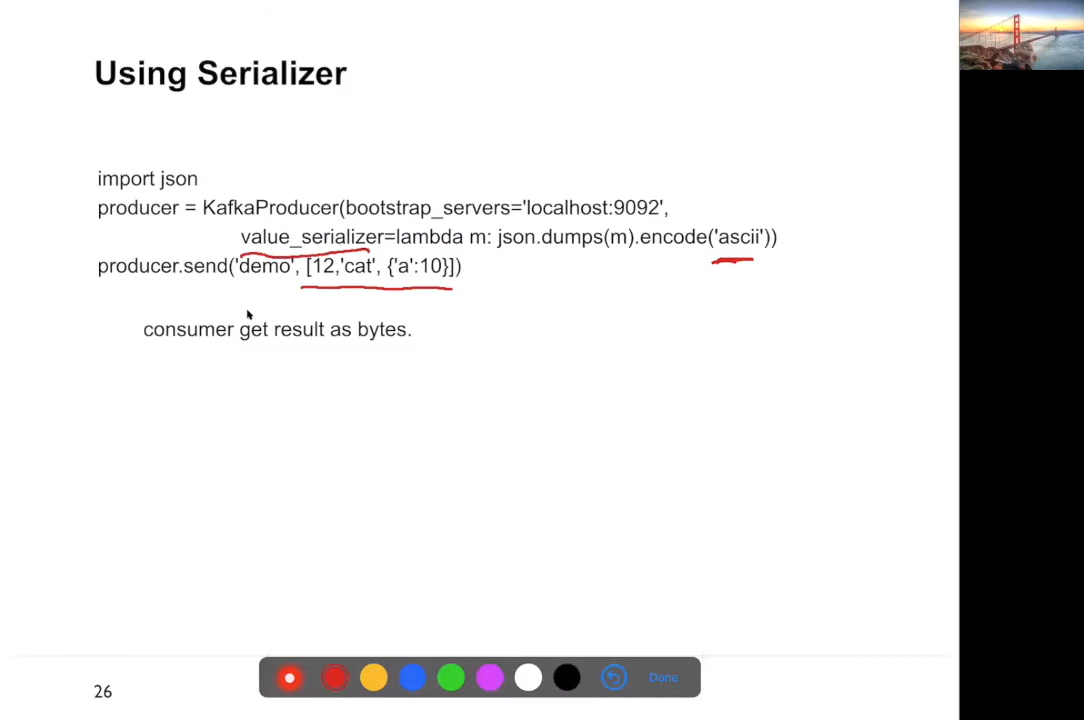 Using Serializer
import json
producer = KafkaProducer(bootstrap_servers='localhost:9092',
value_serializer=lambda m: json.dumps(m).encode('ascii'))
producer.send('demo', [12,'cat', {'a':10}])
consumer get result as bytes.
Done
26